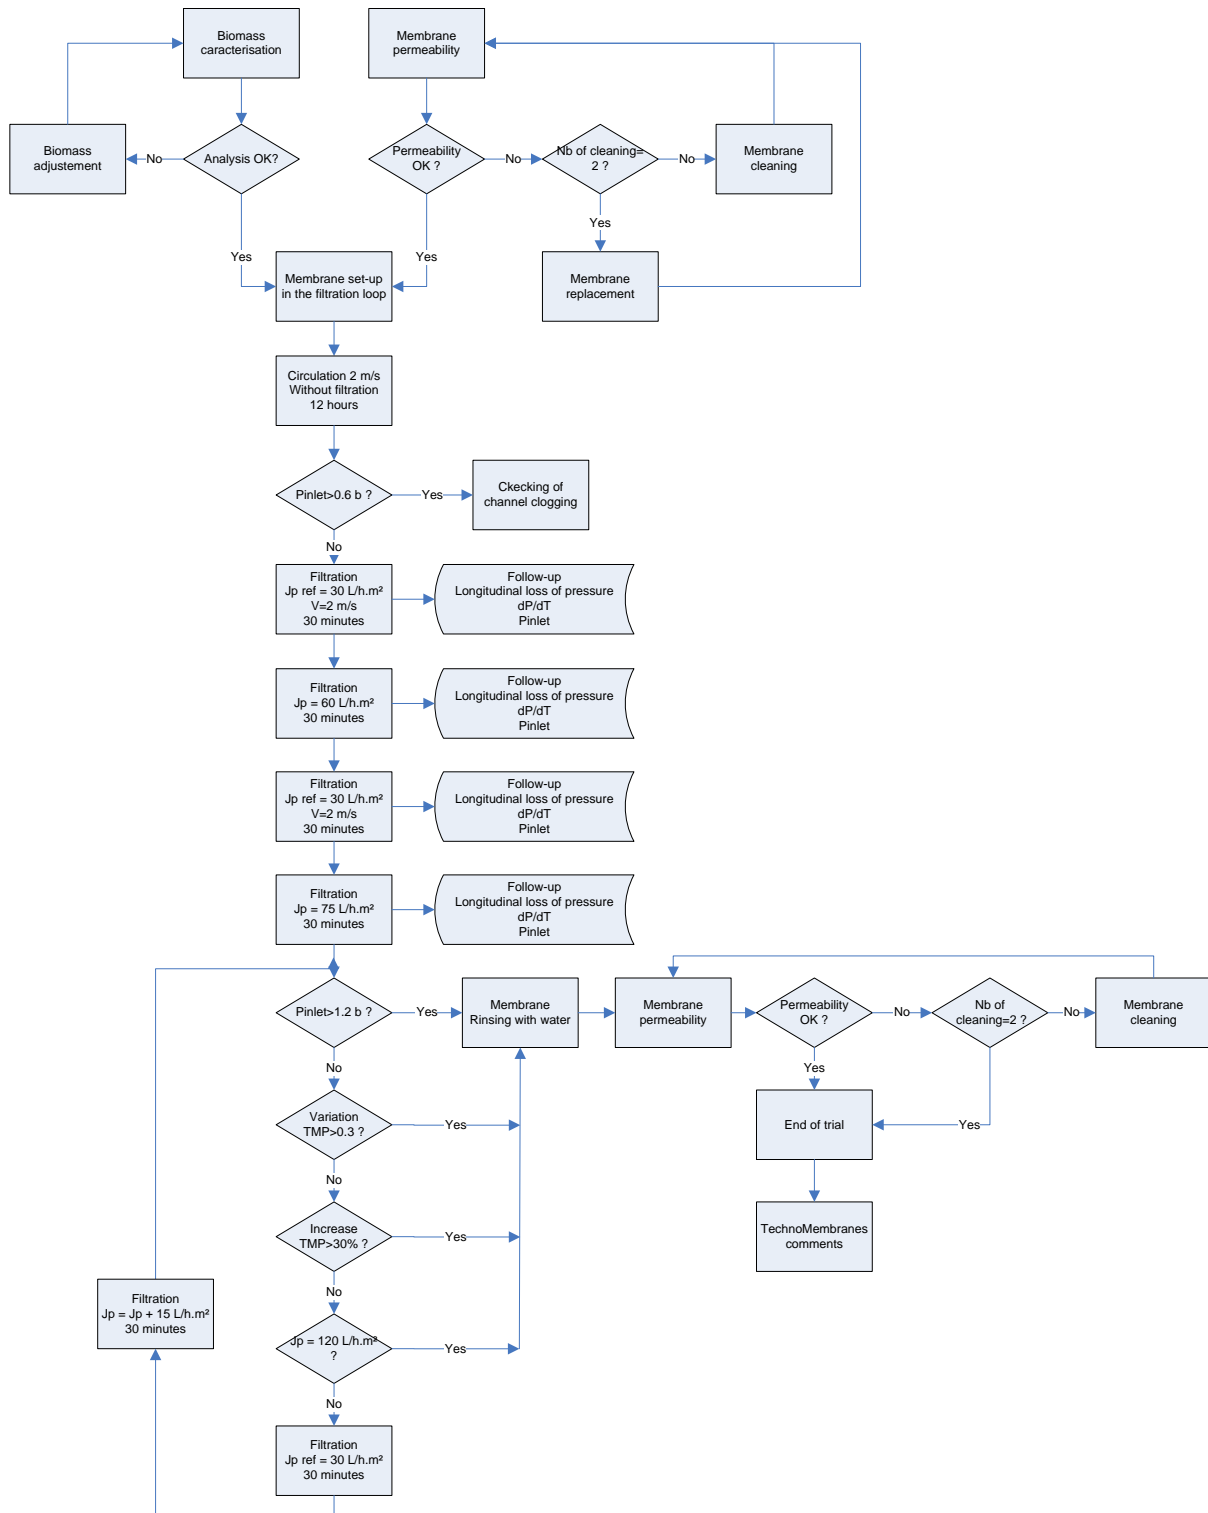 Biomass
caracterisation
Membrane
permeability
Biomass
adjustement
No
Analysis OK?
Permeability
OK ?
No
Nb of cleaning=
2 ?
No
Membrane
cleaning
Yes
Yes
Yes
Membrane set-up
in the filtration loop
Membrane
replacement
Circulation 2 m/s
Without filtration
12 hours
Pinlet>0.6 b ?
Yes
Ckecking of
channel clogging
No
Filtration
Jp ref = 30 L/h.m²
V=2 m/s
30 minutes
Follow-up
Longitudinal loss of pressure
dP/dT
Pinlet
Filtration
Jp = 60 L/h.m²
30 minutes
Follow-up
Longitudinal loss of pressure
dP/dT
Pinlet
Filtration
Jp ref = 30 L/h.m²
V=2 m/s
30 minutes
Follow-up
Longitudinal loss of pressure
dP/dT
Pinlet
Filtration
Jp = 75 L/h.m²
30 minutes
Follow-up
Longitudinal loss of pressure
dP/dT
Pinlet
Pinlet>1.2 b ?
Yes
Membrane
Rinsing with water
Membrane
permeability
Permeability
OK ?
No
Nb of
cleaning=2 ?
No
Membrane
cleaning
No
Yes
Variation
TMP>0.3 ?
Yes
End of trial
Yes
No
Increase
TMP>30% ?
Yes
TechnoMembranes
comments
No
Filtration
Jp = Jp + 15 L/h.m²
30 minutes
Jp = 120 L/h.m²
?
Yes
No
Filtration
Jp ref = 30 L/h.m²
30 minutes